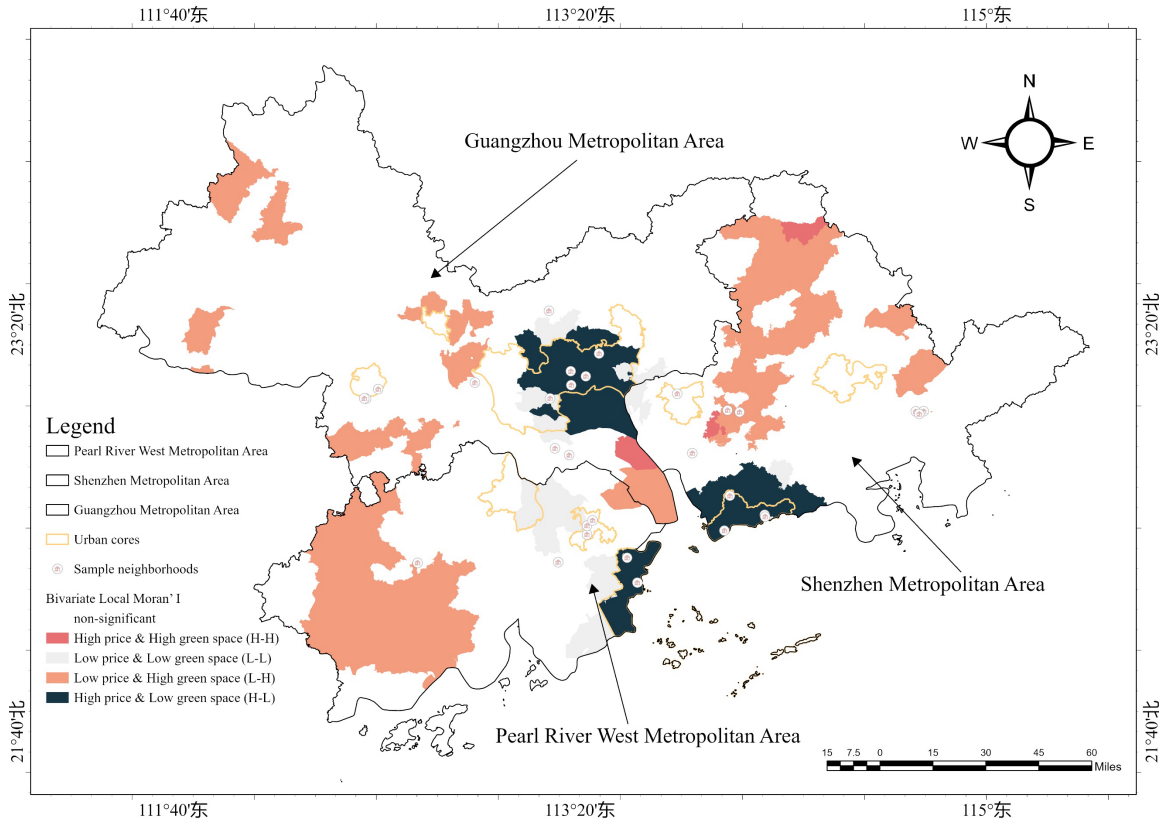 111°40′东
113°20′东
115°东
N
W
E
S
Guangzhou Metropolitan Area
23°20′北
23°20′北
Legend
Pearl River West Metropolitan Area
Shenzhen Metropolitan Area
Guangzhou Metropolitan Area
Urban cores
Sample neighborhoods
Bivariate Local Moran’ I
non-significant
High price & High green space (H-H)
Low price & Low green space (L-L)
Low price & High green space (L-H)
High price & Low green space (H-L)
Shenzhen Metropolitan Area
Pearl River West Metropolitan Area
21°40′北
21°40′北
15 7.5 0 15 30 45 60
Miles
111°40′东
113°20′东
115°东